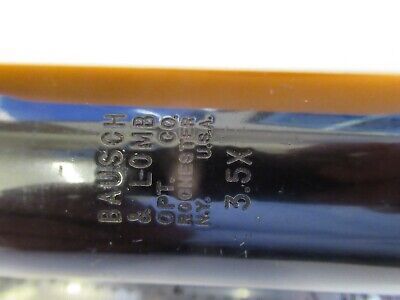 BAUSCH
& LOMB
OPT. CO.
ROCHESTER
N.Y. U.S.A.
3.5X